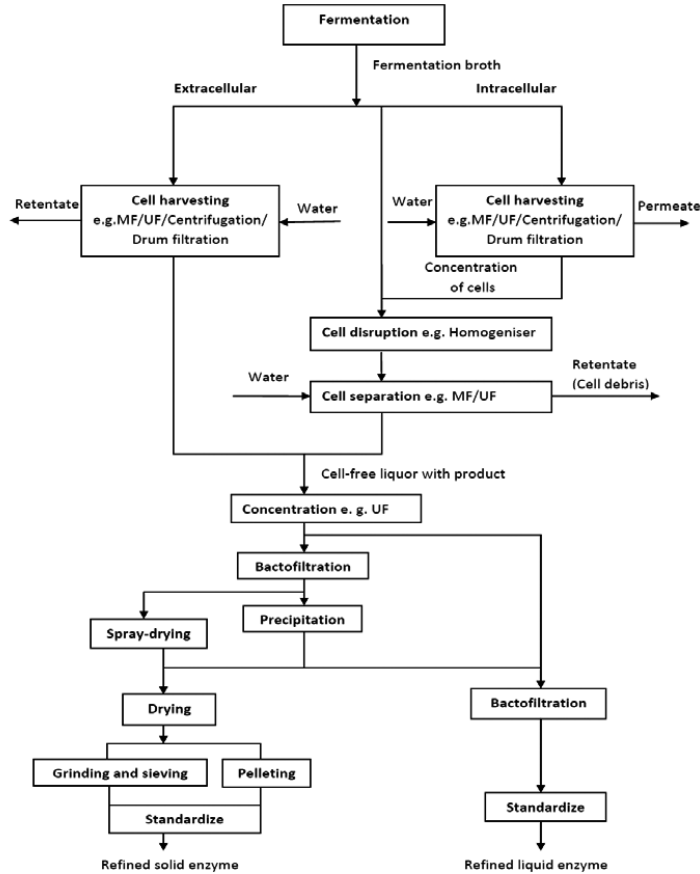 Fermentation
Fermentation broth
Extracellular
Intracellular
Retentate
Cell harvesting
e.g.MF/UF/Centrifugation/
Drum filtration
Water
Water
Cell harvesting
e.g.MF/UF/Centrifugation/
Drum filtration
Permeate
Concentration
of cells
Cell disruption e.g. Homogeniser
Water
Cell separation e.g. MF/UF
Retentate
(Cell debris)
Cell-free liquor with product
Concentration e. g. UF
Bactofiltration
Precipitation
Spray-drying
Drying
Bactofiltration
Grinding and sieving
Pelleting
Standardize
Standardize
Refined solid enzyme
Refined liquid enzyme